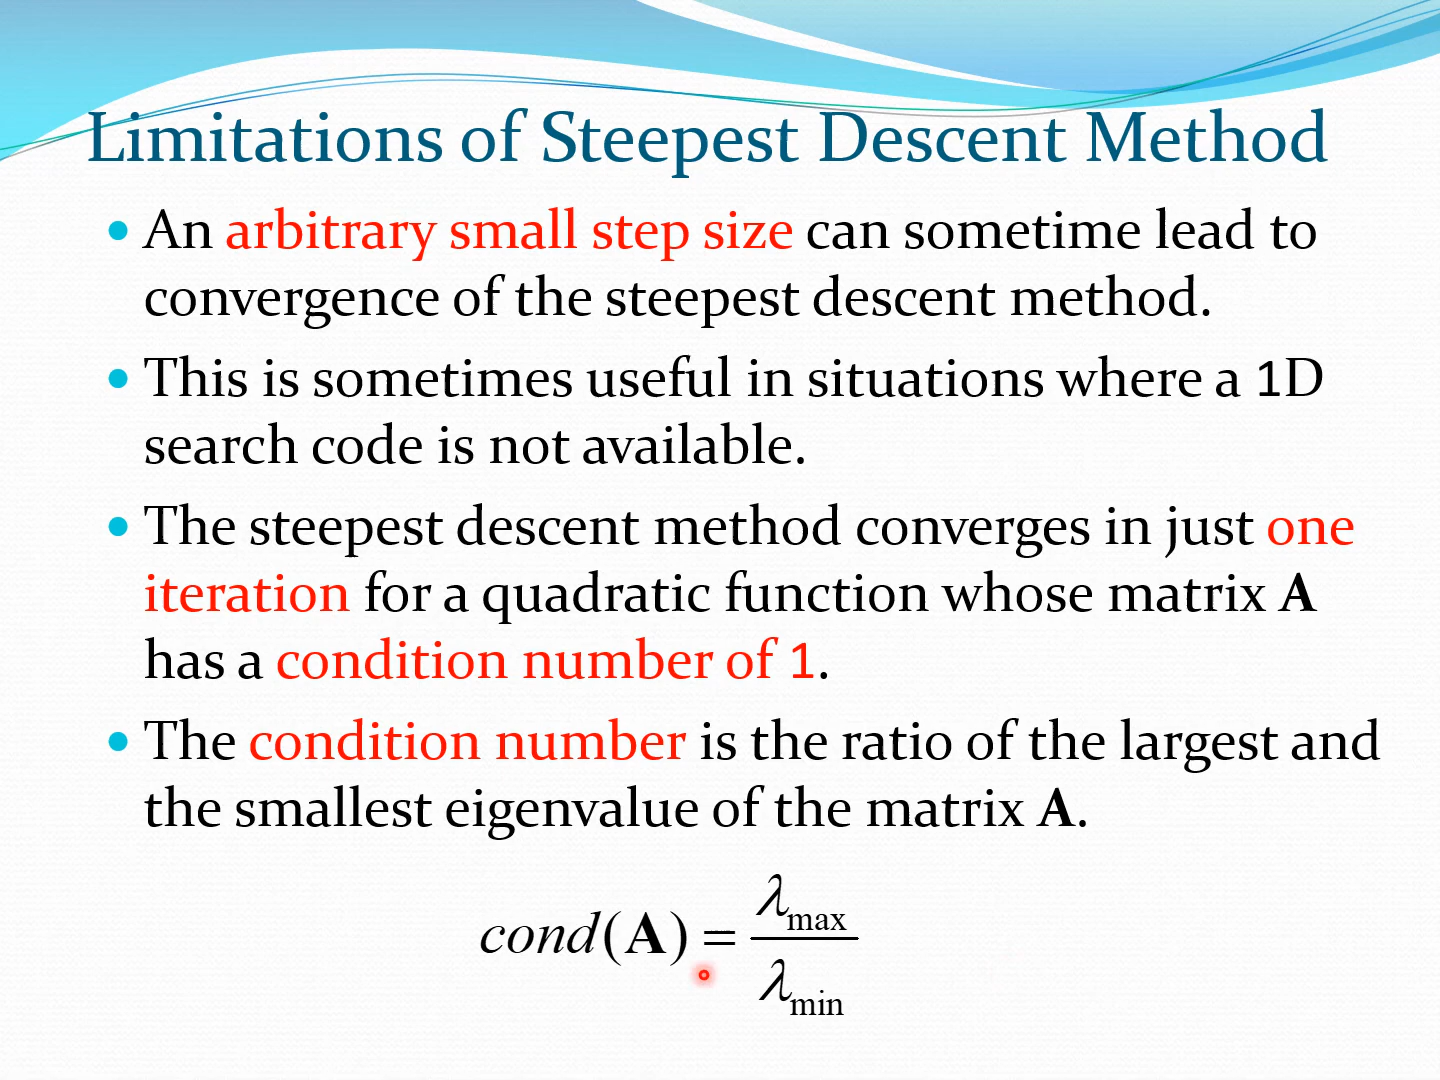 Limitations of Steepest Descent Method
• An arbitrary small step size can sometime lead to
convergence of the steepest descent method.
• This is sometimes useful in situations where a 1D
search code is not available.
• The steepest descent method converges in just one
iteration for a quadratic function whose matrix A
has a condition number of 1.
• The condition number is the ratio of the largest and
the smallest eigenvalue of the matrix A.
cond(A) = λmax / λmin